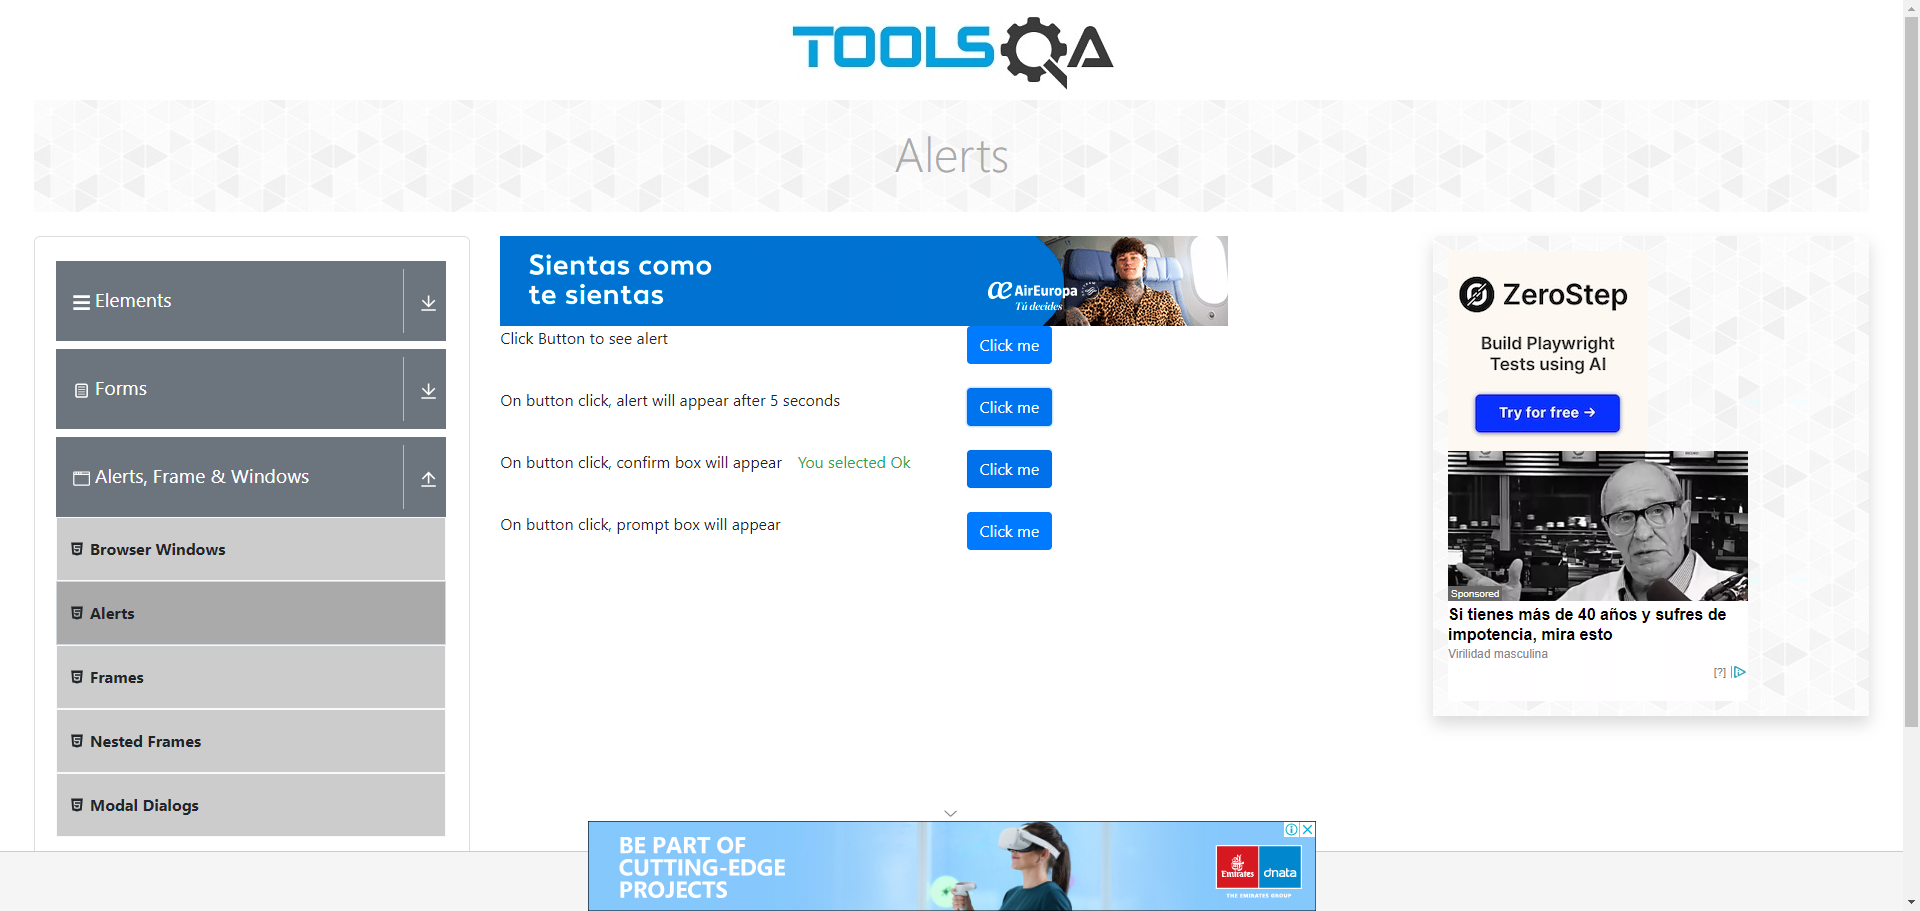 TOOLSQA
Alerts
Elements
Forms
Alerts, Frame & Windows
Browser Windows
Alerts
Frames
Nested Frames
Modal Dialogs
Sientas como
te sientas
AirEuropa
Tú decides
Click Button to see alert
Click me
On button click, alert will appear after 5 seconds
Click me
On button click, confirm box will appear You selected Ok
Click me
On button click, prompt box will appear
Click me
ZeroStep
Build Playwright
Tests using AI
Try for free →
Sponsored
Si tienes más de 40 años y sufres de
impotencia, mira esto
Virilidad masculina
[?]
BE PART OF
CUTTING-EDGE
PROJECTS
Emirates
dnata
THE EMIRATES GROUP